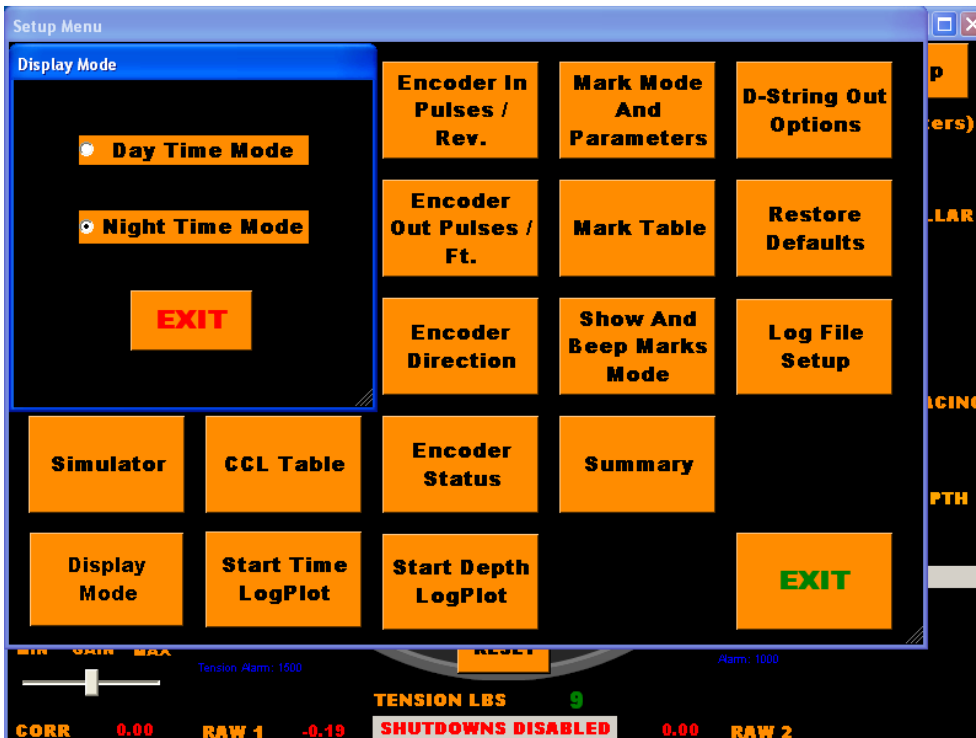 Setup Menu
Display Mode
Day Time Mode
Night Time Mode
EXIT
Encoder In
Pulses /
Rev.
Mark Mode
And
Parameters
D-String Out
Options
Encoder
Out Pulses /
Ft.
Mark Table
Restore
Defaults
Encoder
Direction
Show And
Beep Marks
Mode
Log File
Setup
Simulator
CCL Table
Encoder
Status
Summary
Display
Mode
Start Time
LogPlot
Start Depth
LogPlot
EXIT
MIN GAIN MAX
Tension Alarm: 1500
RESET
Alarm: 1000
TENSION LBS 9
CORR 0.00 RAW 1 -0.19 SHUTDOWNS DISABLED 0.00 RAW 2